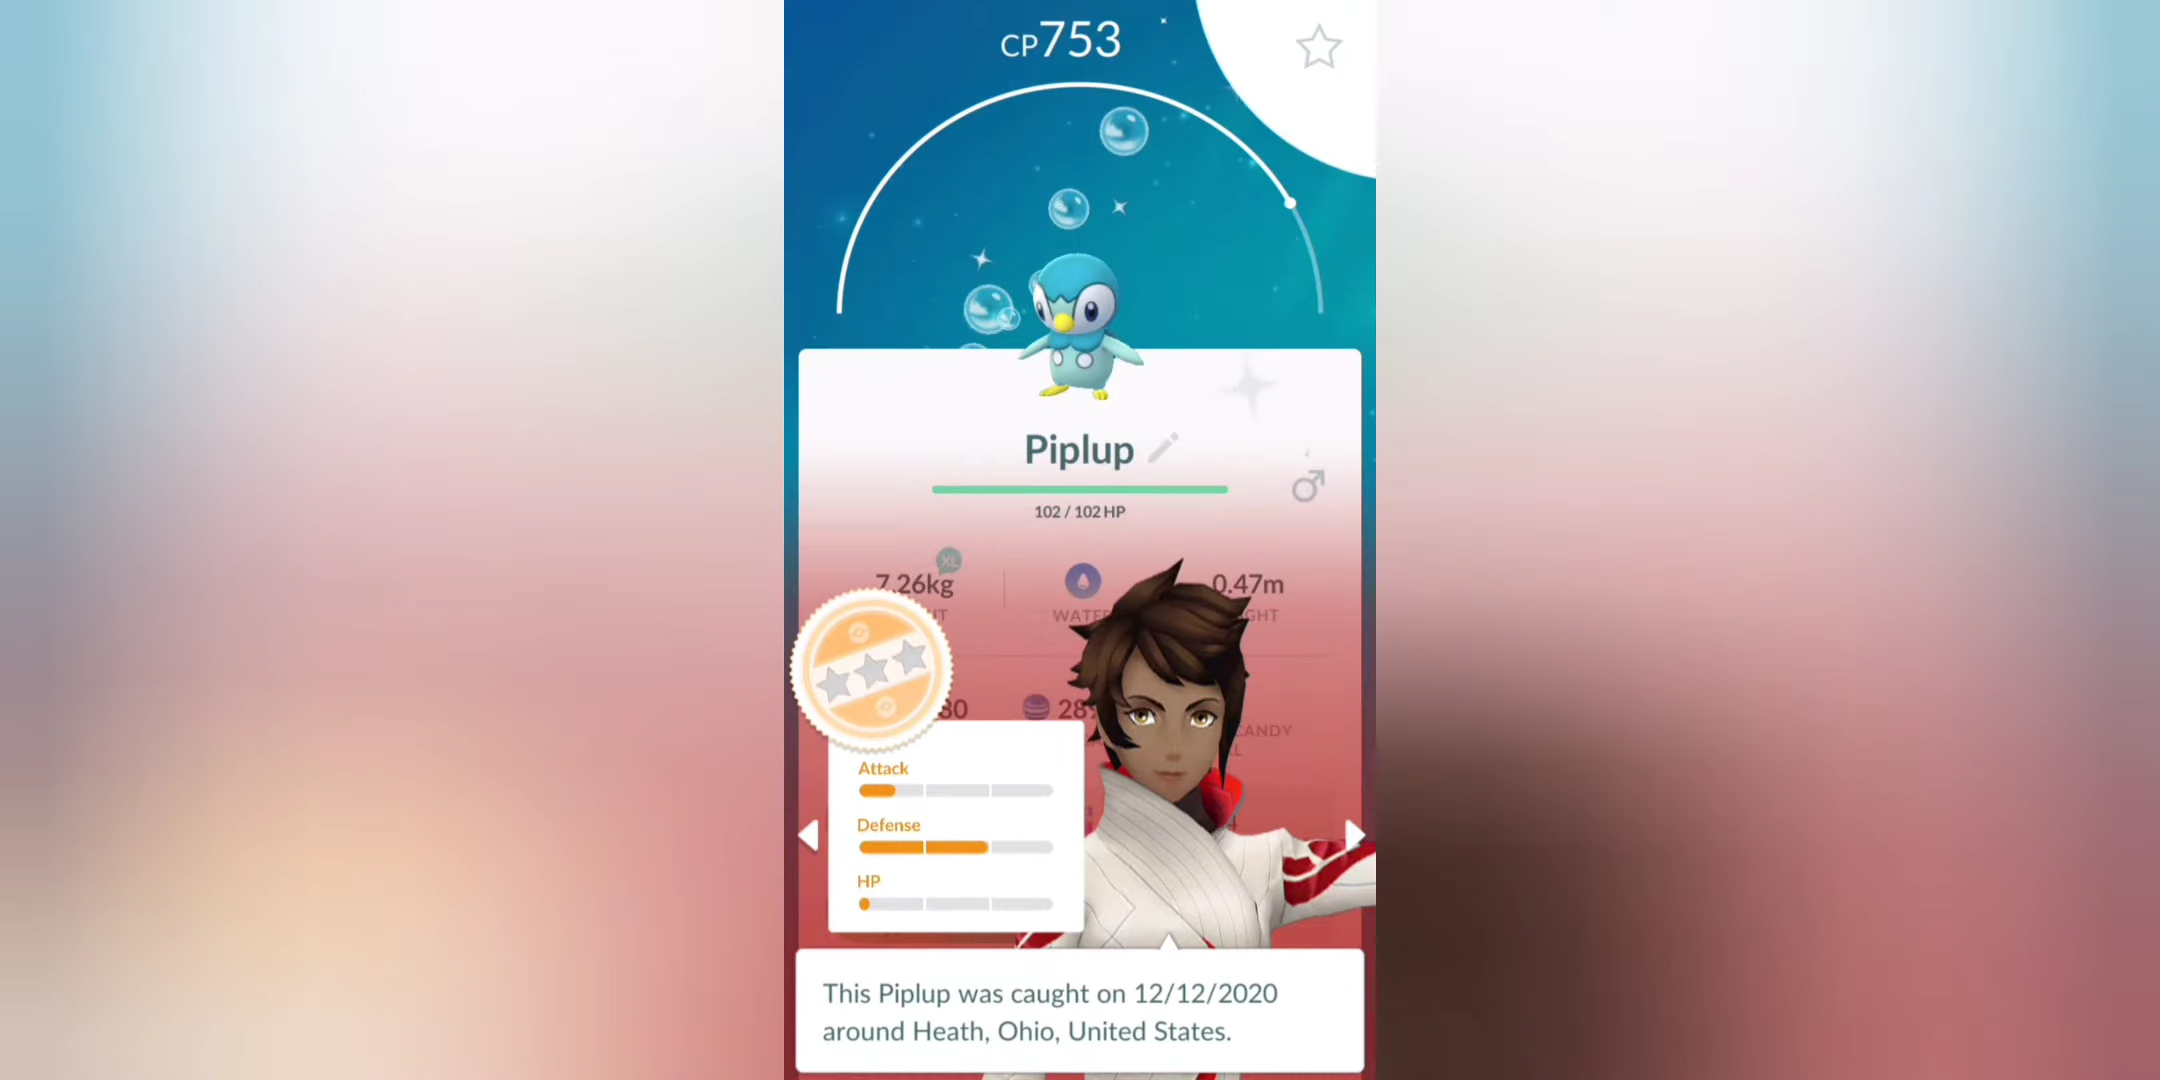 CP753
Piplup
102 / 102 HP
XL
7.26kg
0.47m
Attack
Defense
HP
This Piplup was caught on 12/12/2020
around Heath, Ohio, United States.